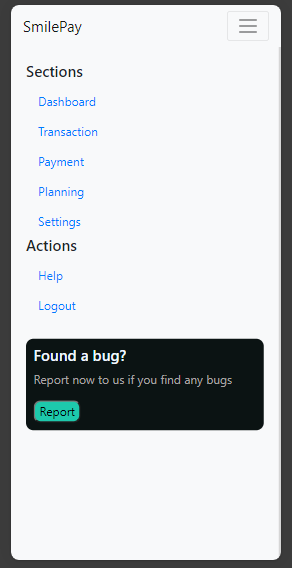 SmilePay
Sections
Dashboard
Transaction
Payment
Planning
Settings
Actions
Help
Logout
Found a bug?
Report now to us if you find any bugs
Report